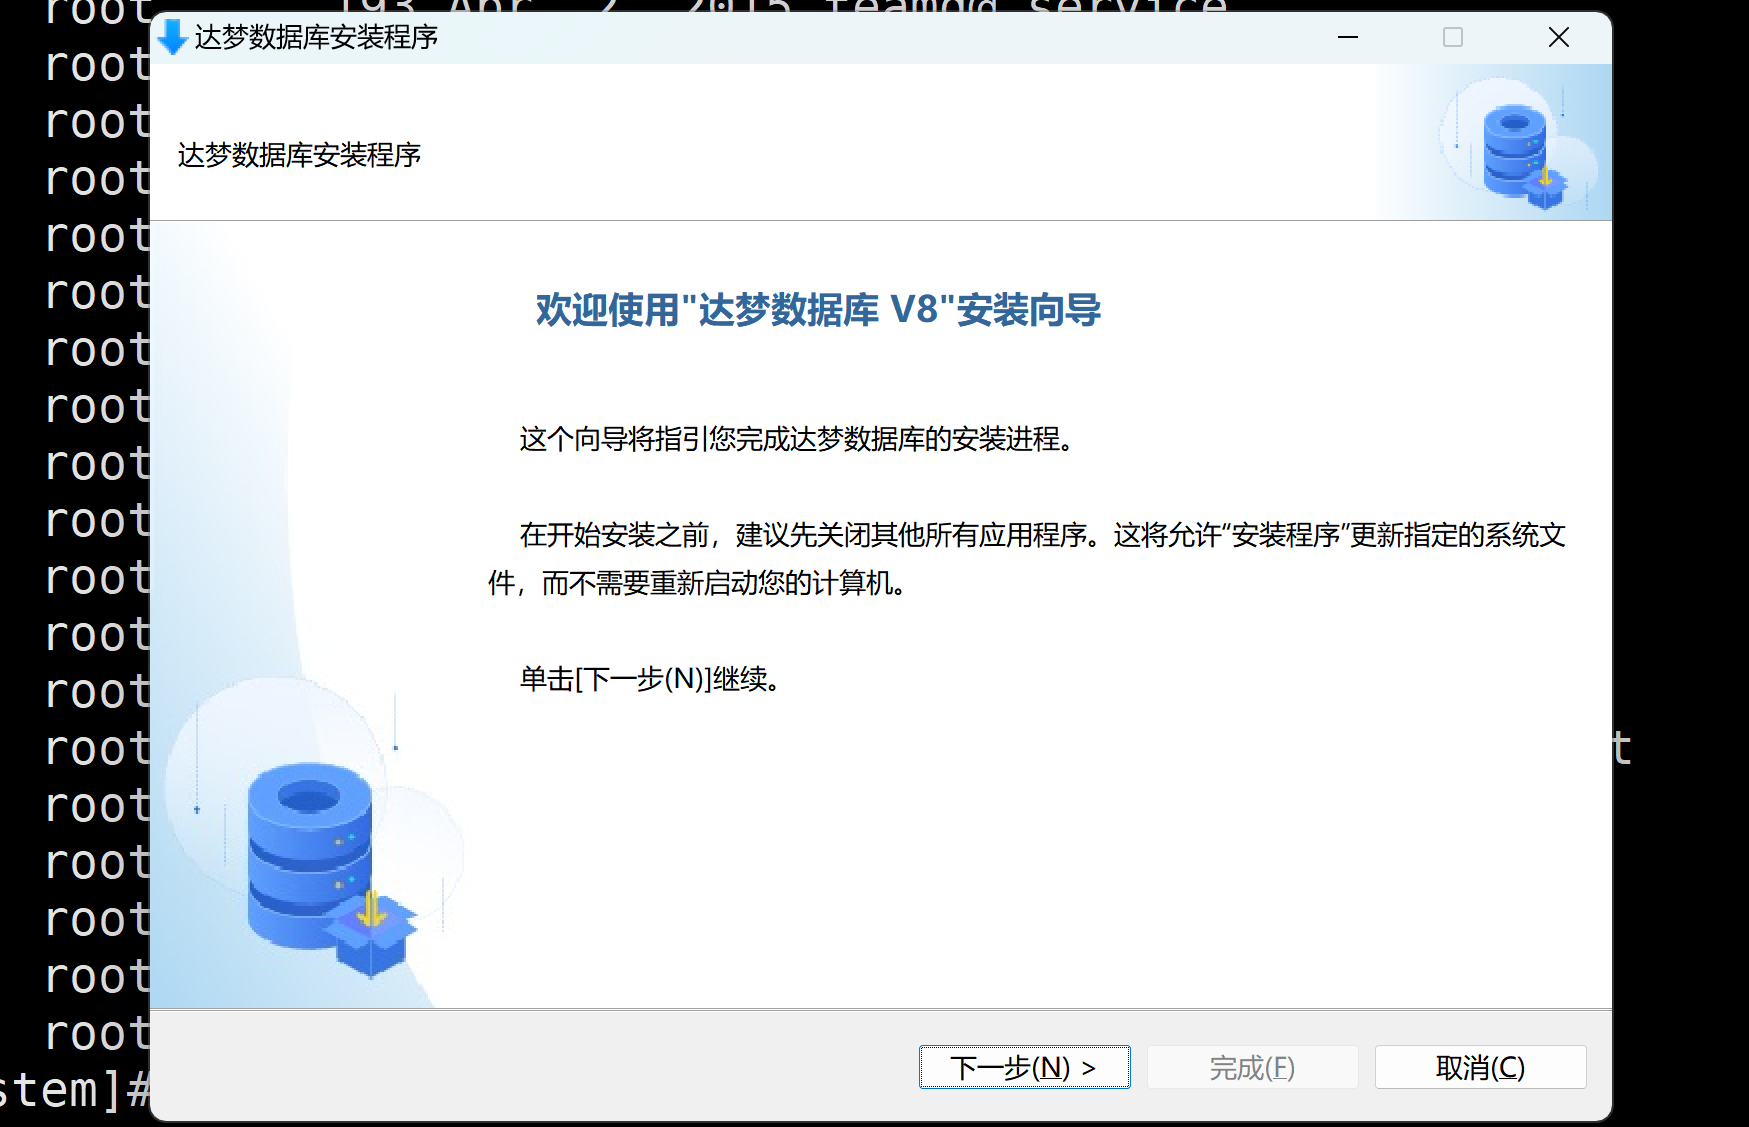 root 193 Apr 2 2015 teamd@.service
达梦数据库安装程序
root
root
达梦数据库安装程序
root
root
root
欢迎使用"达梦数据库 V8"安装向导
root
root
这个向导将指引您完成达梦数据库的安装进程。
root
root
在开始安装之前，建议先关闭其他所有应用程序。这将允许“安装程序”更新指定的系统文
root
件，而不需要重新启动您的计算机。
root
单击[下一步(N)]继续。
root
root t
root
root
root
root
root
下一步(N) >
完成(F)
取消(C)
stem]#